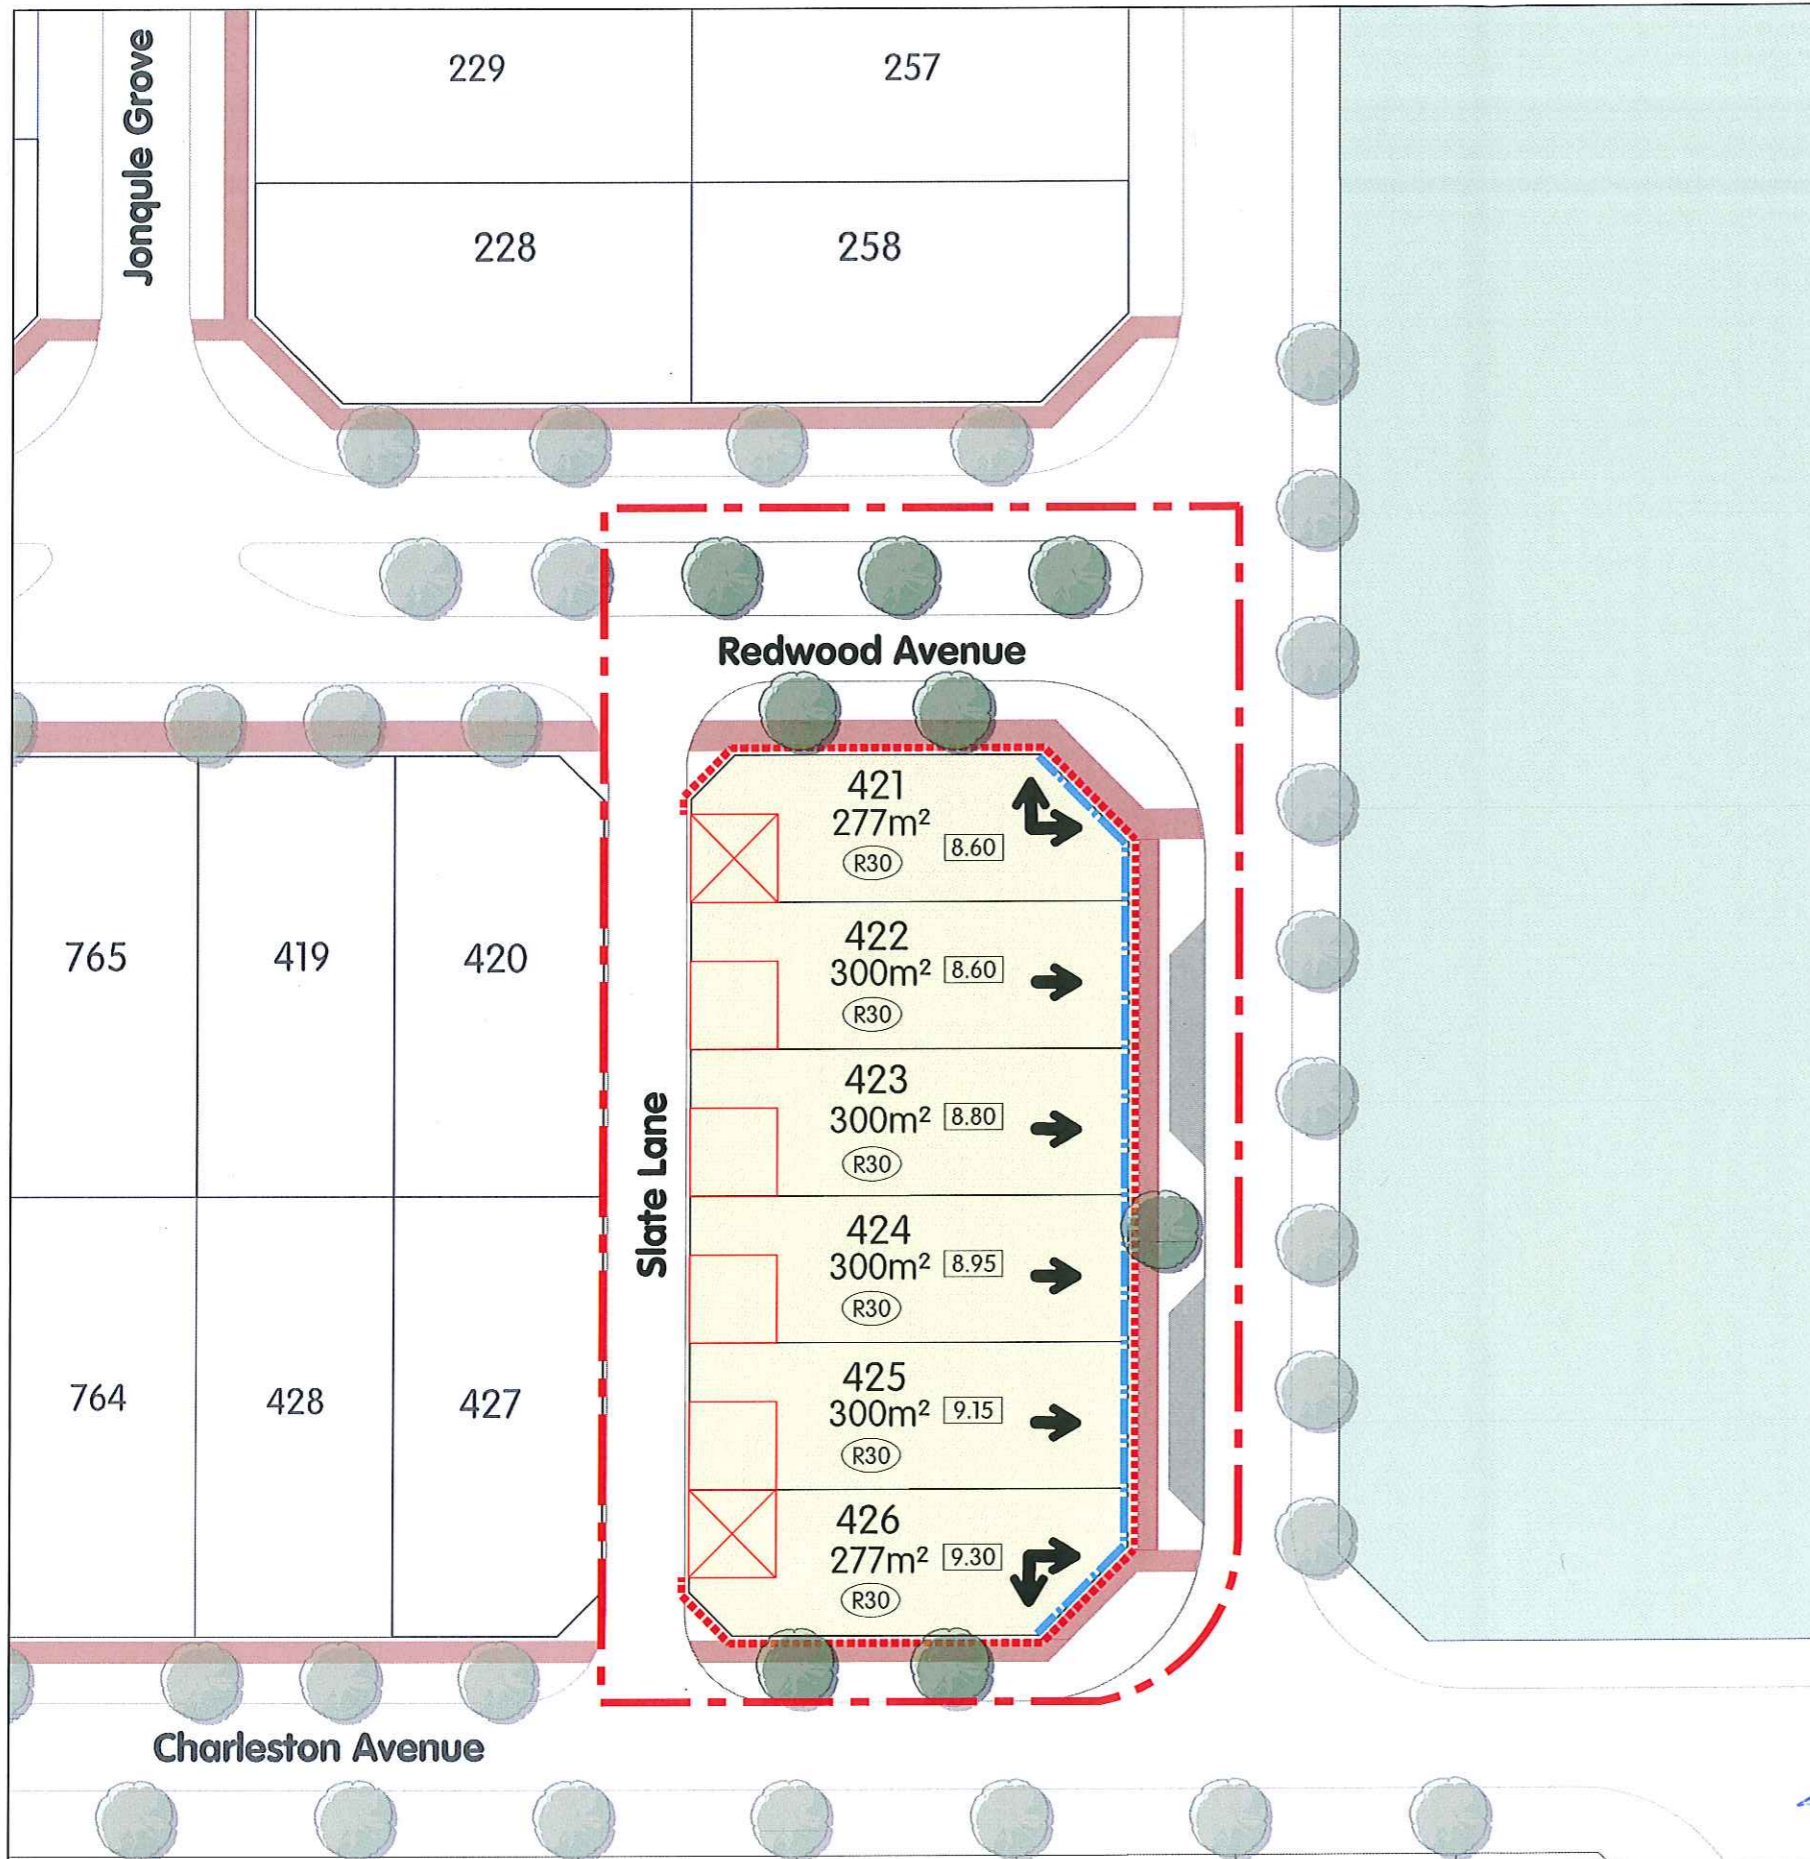 Jonqule Grove
229
257
228
258
Redwood Avenue
421
277m²
8.60
R30
422
300m² 8.60
R30
765
419
420
423
300m² 8.80
R30
Slate Lane
424
300m² 8.95
R30
425
300m² 9.15
R30
764
428
427
426
277m² 9.30
R30
Charleston Avenue